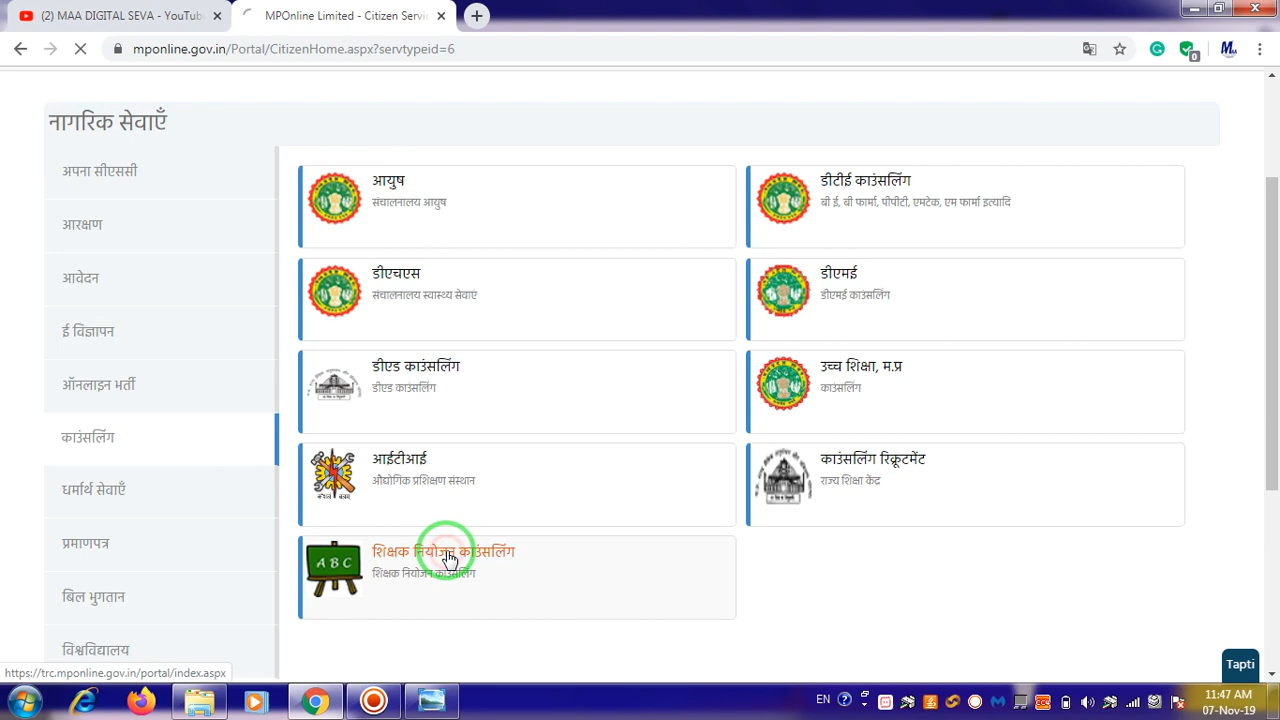 (2) MAA DIGITAL SEVA - YouTub
MPOnline Limited - Citizen Servic
mponline.gov.in/Portal/CitizenHome.aspx?servtypeid=6
नागरिक सेवाएँ
अपना सीएससी
आरक्षण
आवेदन
ई विज्ञापन
ऑनलाइन भर्ती
काउंसलिंग
धर्मार्थ सेवाएँ
प्रमाणपत्र
बिल भुगतान
विश्वविद्यालय
आयुष
संचालनालय आयुष
डीटीई काउंसलिंग
बी ई, बी फार्मा, पीपीटी, एमटेक, एम फार्मा इत्यादि
डीएचएस
संचालनालय स्वास्थ्य सेवाएं
डीएमई
डीएमई काउंसलिंग
डीएड काउंसलिंग
डीएड काउंसलिंग
उच्च शिक्षा, म.प्र
काउंसलिंग
आईटीआई
औद्योगिक प्रशिक्षण संस्थान
काउंसलिंग रिक्रूटमेंट
राज्य शिक्षा केंद
A B C
शिक्षक नियोजन काउंसलिंग
शिक्षक नियोजन काउंसलिंग
https://trc.mponline.gov.in/portal/index.aspx
Tapti
EN
11:47 AM
07-Nov-19